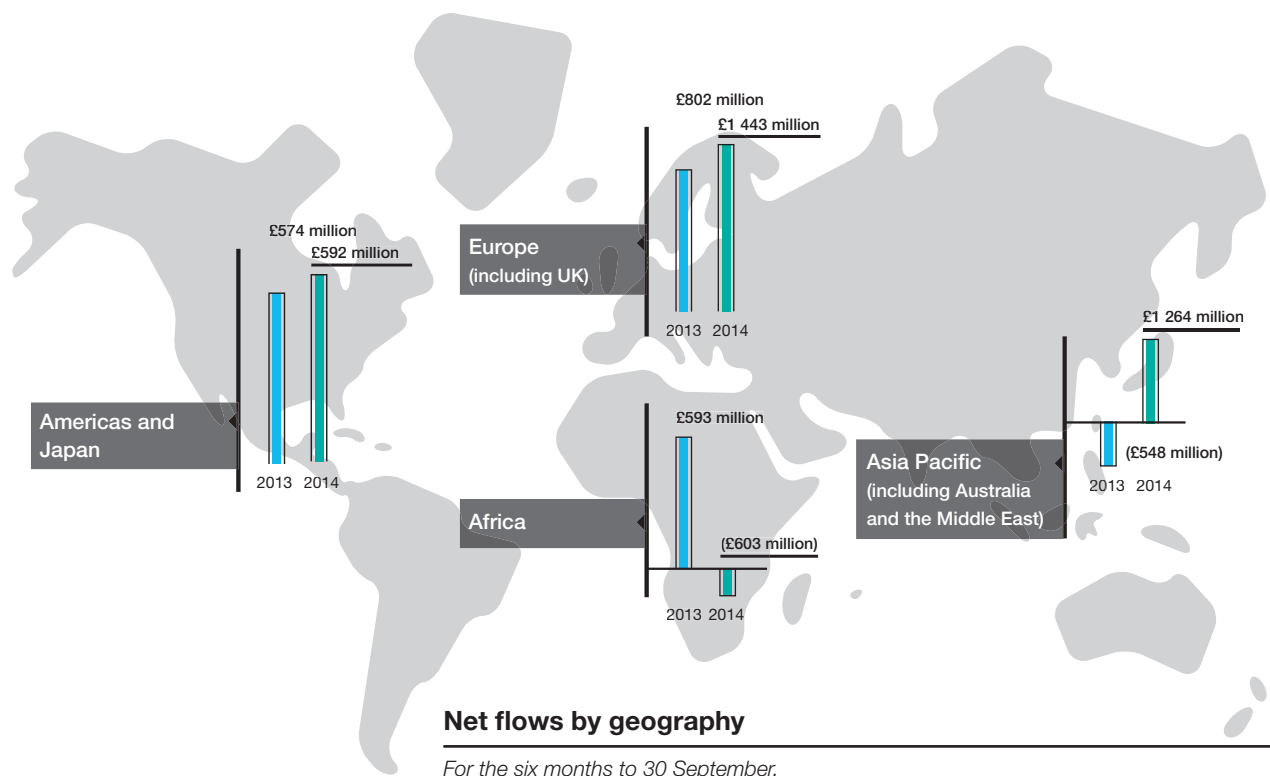 £802 million
£1 443 million
Europe
(including UK)
2013 2014
£574 million
£592 million
Americas and
Japan
2013 2014
£593 million
Africa
(£603 million)
2013 2014
£1 264 million
Asia Pacific
(including Australia
and the Middle East)
(£548 million)
2013 2014
Net flows by geography
For the six months to 30 September.